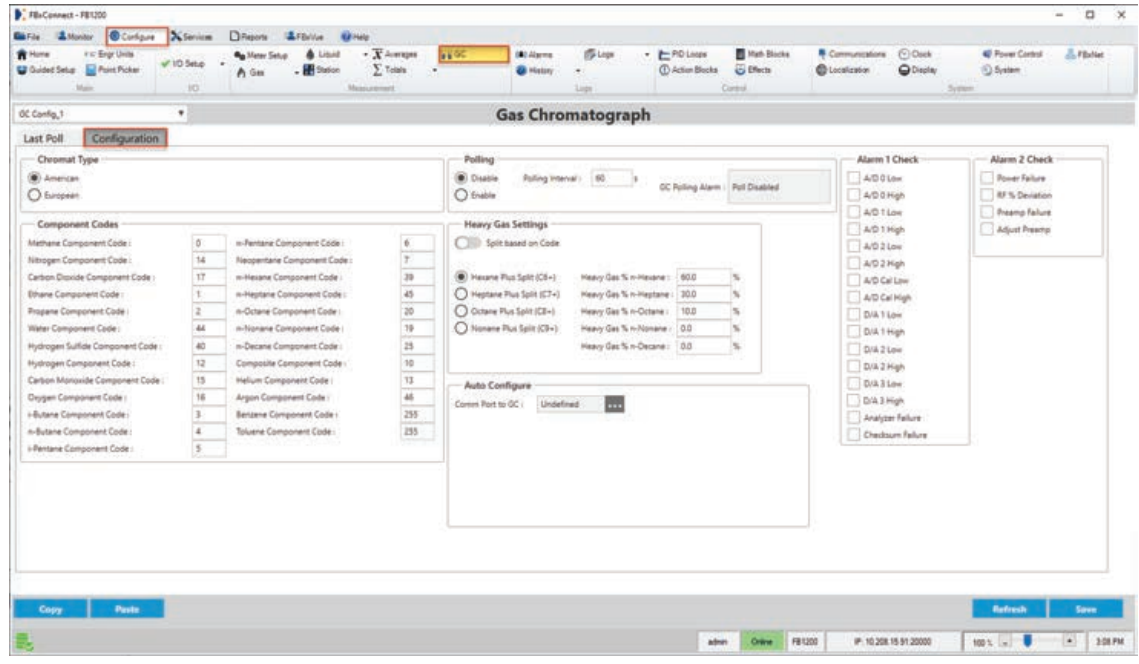 FBxConnect - FB1200
File Monitor Configure Services Reports FBxVue Help
Home Engr Units I/O Setup Meter Setup Liquid Averages GC Alarms Logs PID Loops Math Blocks Communications Clock Power Control FBxNet
Guided Setup Point Picker Gas Station Totals History Action Blocks Effects Localization Display System
Main I/O Measurement Logs Control System
GC Config_1
Gas Chromatograph
Last Poll Configuration
Chromat Type
American
European
Component Codes
Methane Component Code : 0
Nitrogen Component Code : 14
Carbon Dioxide Component Code : 17
Ethane Component Code : 1
Propane Component Code : 2
Water Component Code : 44
Hydrogen Sulfide Component Code : 40
Hydrogen Component Code : 12
Carbon Monoxide Component Code : 15
Oxygen Component Code : 16
i-Butane Component Code : 3
n-Butane Component Code : 4
i-Pentane Component Code : 5
n-Pentane Component Code : 6
Neopentane Component Code : 7
n-Hexane Component Code : 39
n-Heptane Component Code : 45
n-Octane Component Code : 20
n-Nonane Component Code : 19
n-Decane Component Code : 25
Composite Component Code : 10
Helium Component Code : 13
Argon Component Code : 46
Benzene Component Code : 255
Toluene Component Code : 255
Polling
Disable Polling Interval : 60 s
Enable
GC Polling Alarm : Poll Disabled
Heavy Gas Settings
Split based on Code
Hexane Plus Split (C6+) Heavy Gas % n-Hexane : 60.0 %
Heptane Plus Split (C7+) Heavy Gas % n-Heptane : 30.0 %
Octane Plus Split (C8+) Heavy Gas % n-Octane : 10.0 %
Nonene Plus Split (C9+) Heavy Gas % n-Nonane : 0.0 %
Heavy Gas % n-Decane : 0.0 %
Auto Configure
Comm Port to GC : Undefined ...
Alarm 1 Check
A/D 0 Low
A/D 0 High
A/D 1 Low
A/D 1 High
A/D 2 Low
A/D 2 High
A/D Cal Low
A/D Cal High
D/A 1 Low
D/A 1 High
D/A 2 Low
D/A 2 High
D/A 3 Low
D/A 3 High
Analyzer Failure
Checksum Failure
Alarm 2 Check
Power Failure
RF % Deviation
Preamp Failure
Adjust Preamp
Copy Paste Refresh Save
admin Online FB1200 IP: 10.208.15.91:20000 100 % 3:08 PM